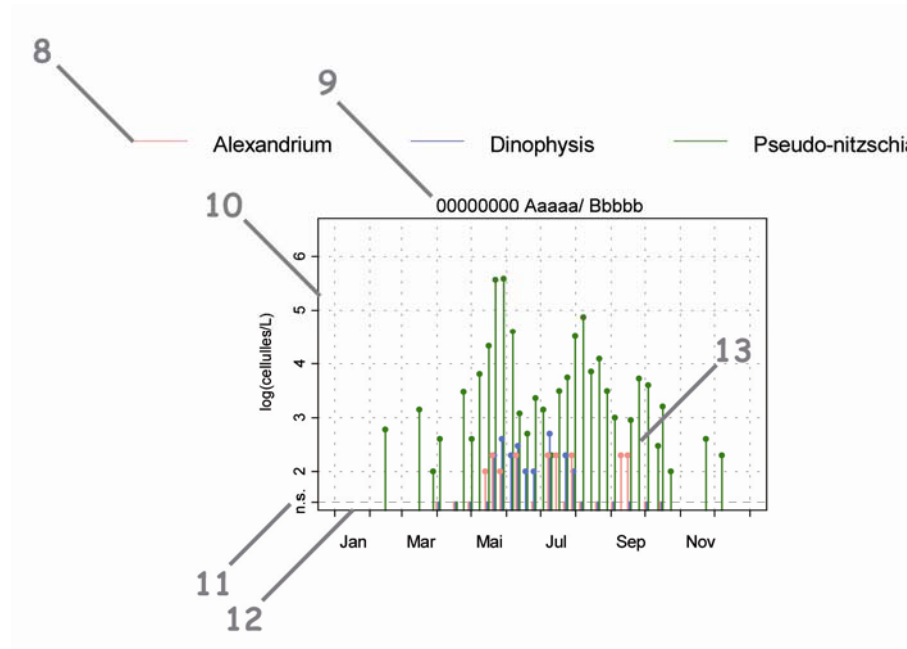 8
9
Alexandrium Dinophysis Pseudo-nitzschia
10
00000000 Aaaaa/ Bbbbb
6
5
4
3
2
n.s.
log(cellulles/L)
13
Jan Mar Mai Jul Sep Nov
11
12